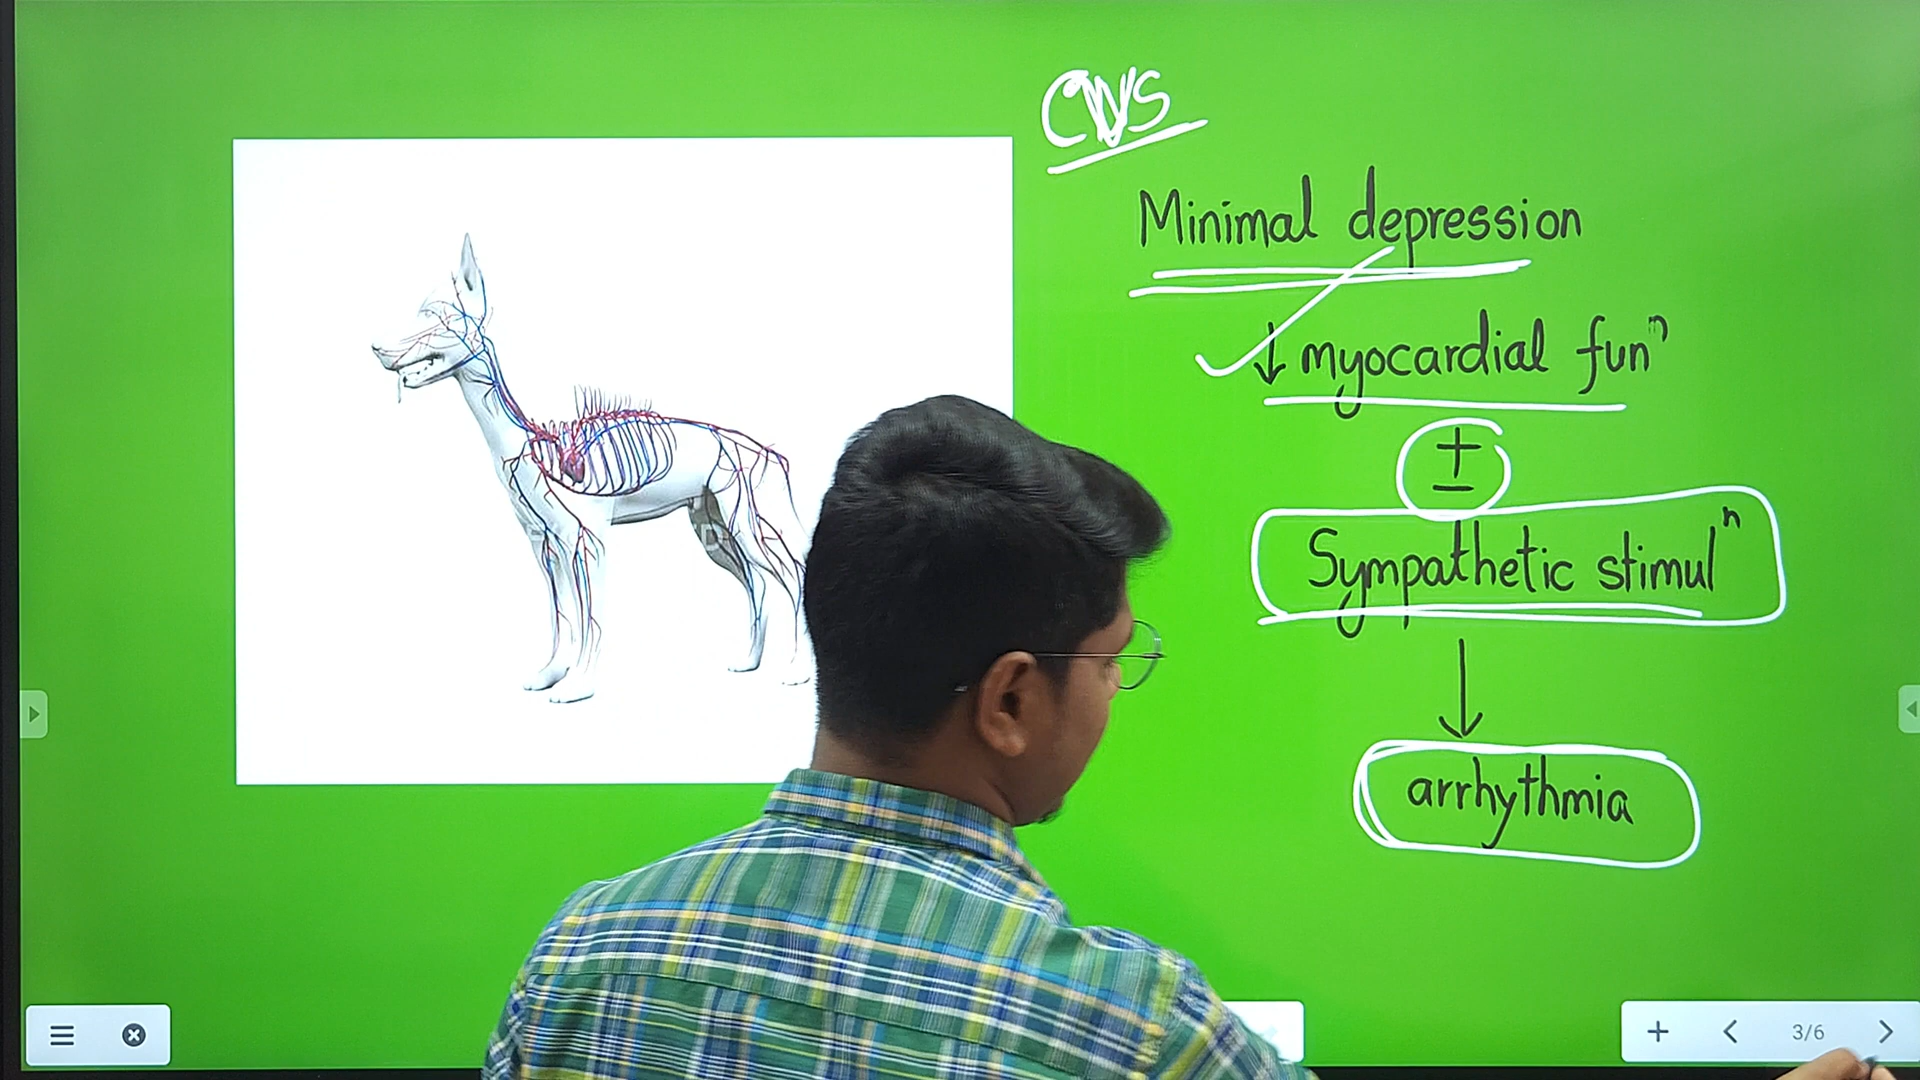 CVS
Minimal depression
↓ myocardial funⁿ
±
Sympathetic stimulⁿ
↓
arrhythmia
3/6